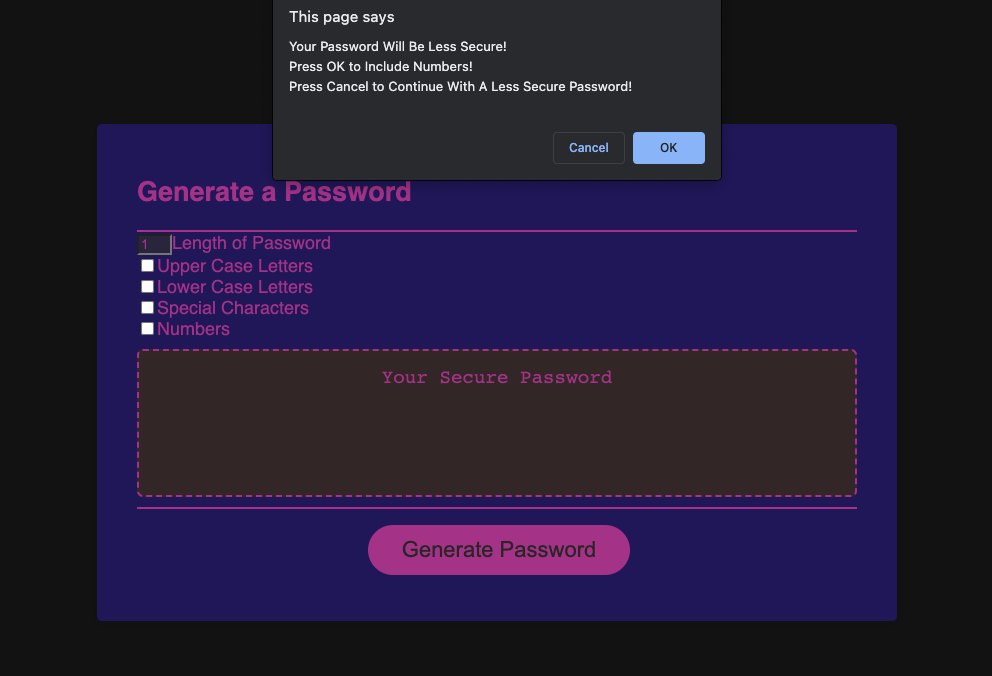 This page says
Your Password Will Be Less Secure!
Press OK to Include Numbers!
Press Cancel to Continue With A Less Secure Password!
Cancel
OK
Generate a Password
1
Length of Password
Upper Case Letters
Lower Case Letters
Special Characters
Numbers
Your Secure Password
Generate Password